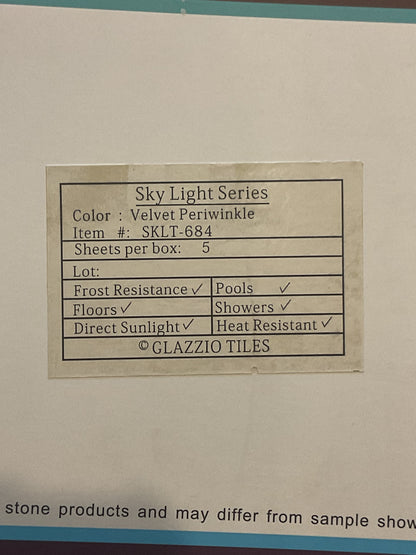 Sky Light Series
Color : Velvet Periwinkle
Item #: SKLT-684
Sheets per box: 5
Lot:
Frost Resistance ✓ Pools ✓
Floors ✓ Showers ✓
Direct Sunlight ✓ Heat Resistant ✓
© GLAZZIO TILES
stone products and may differ from sample show